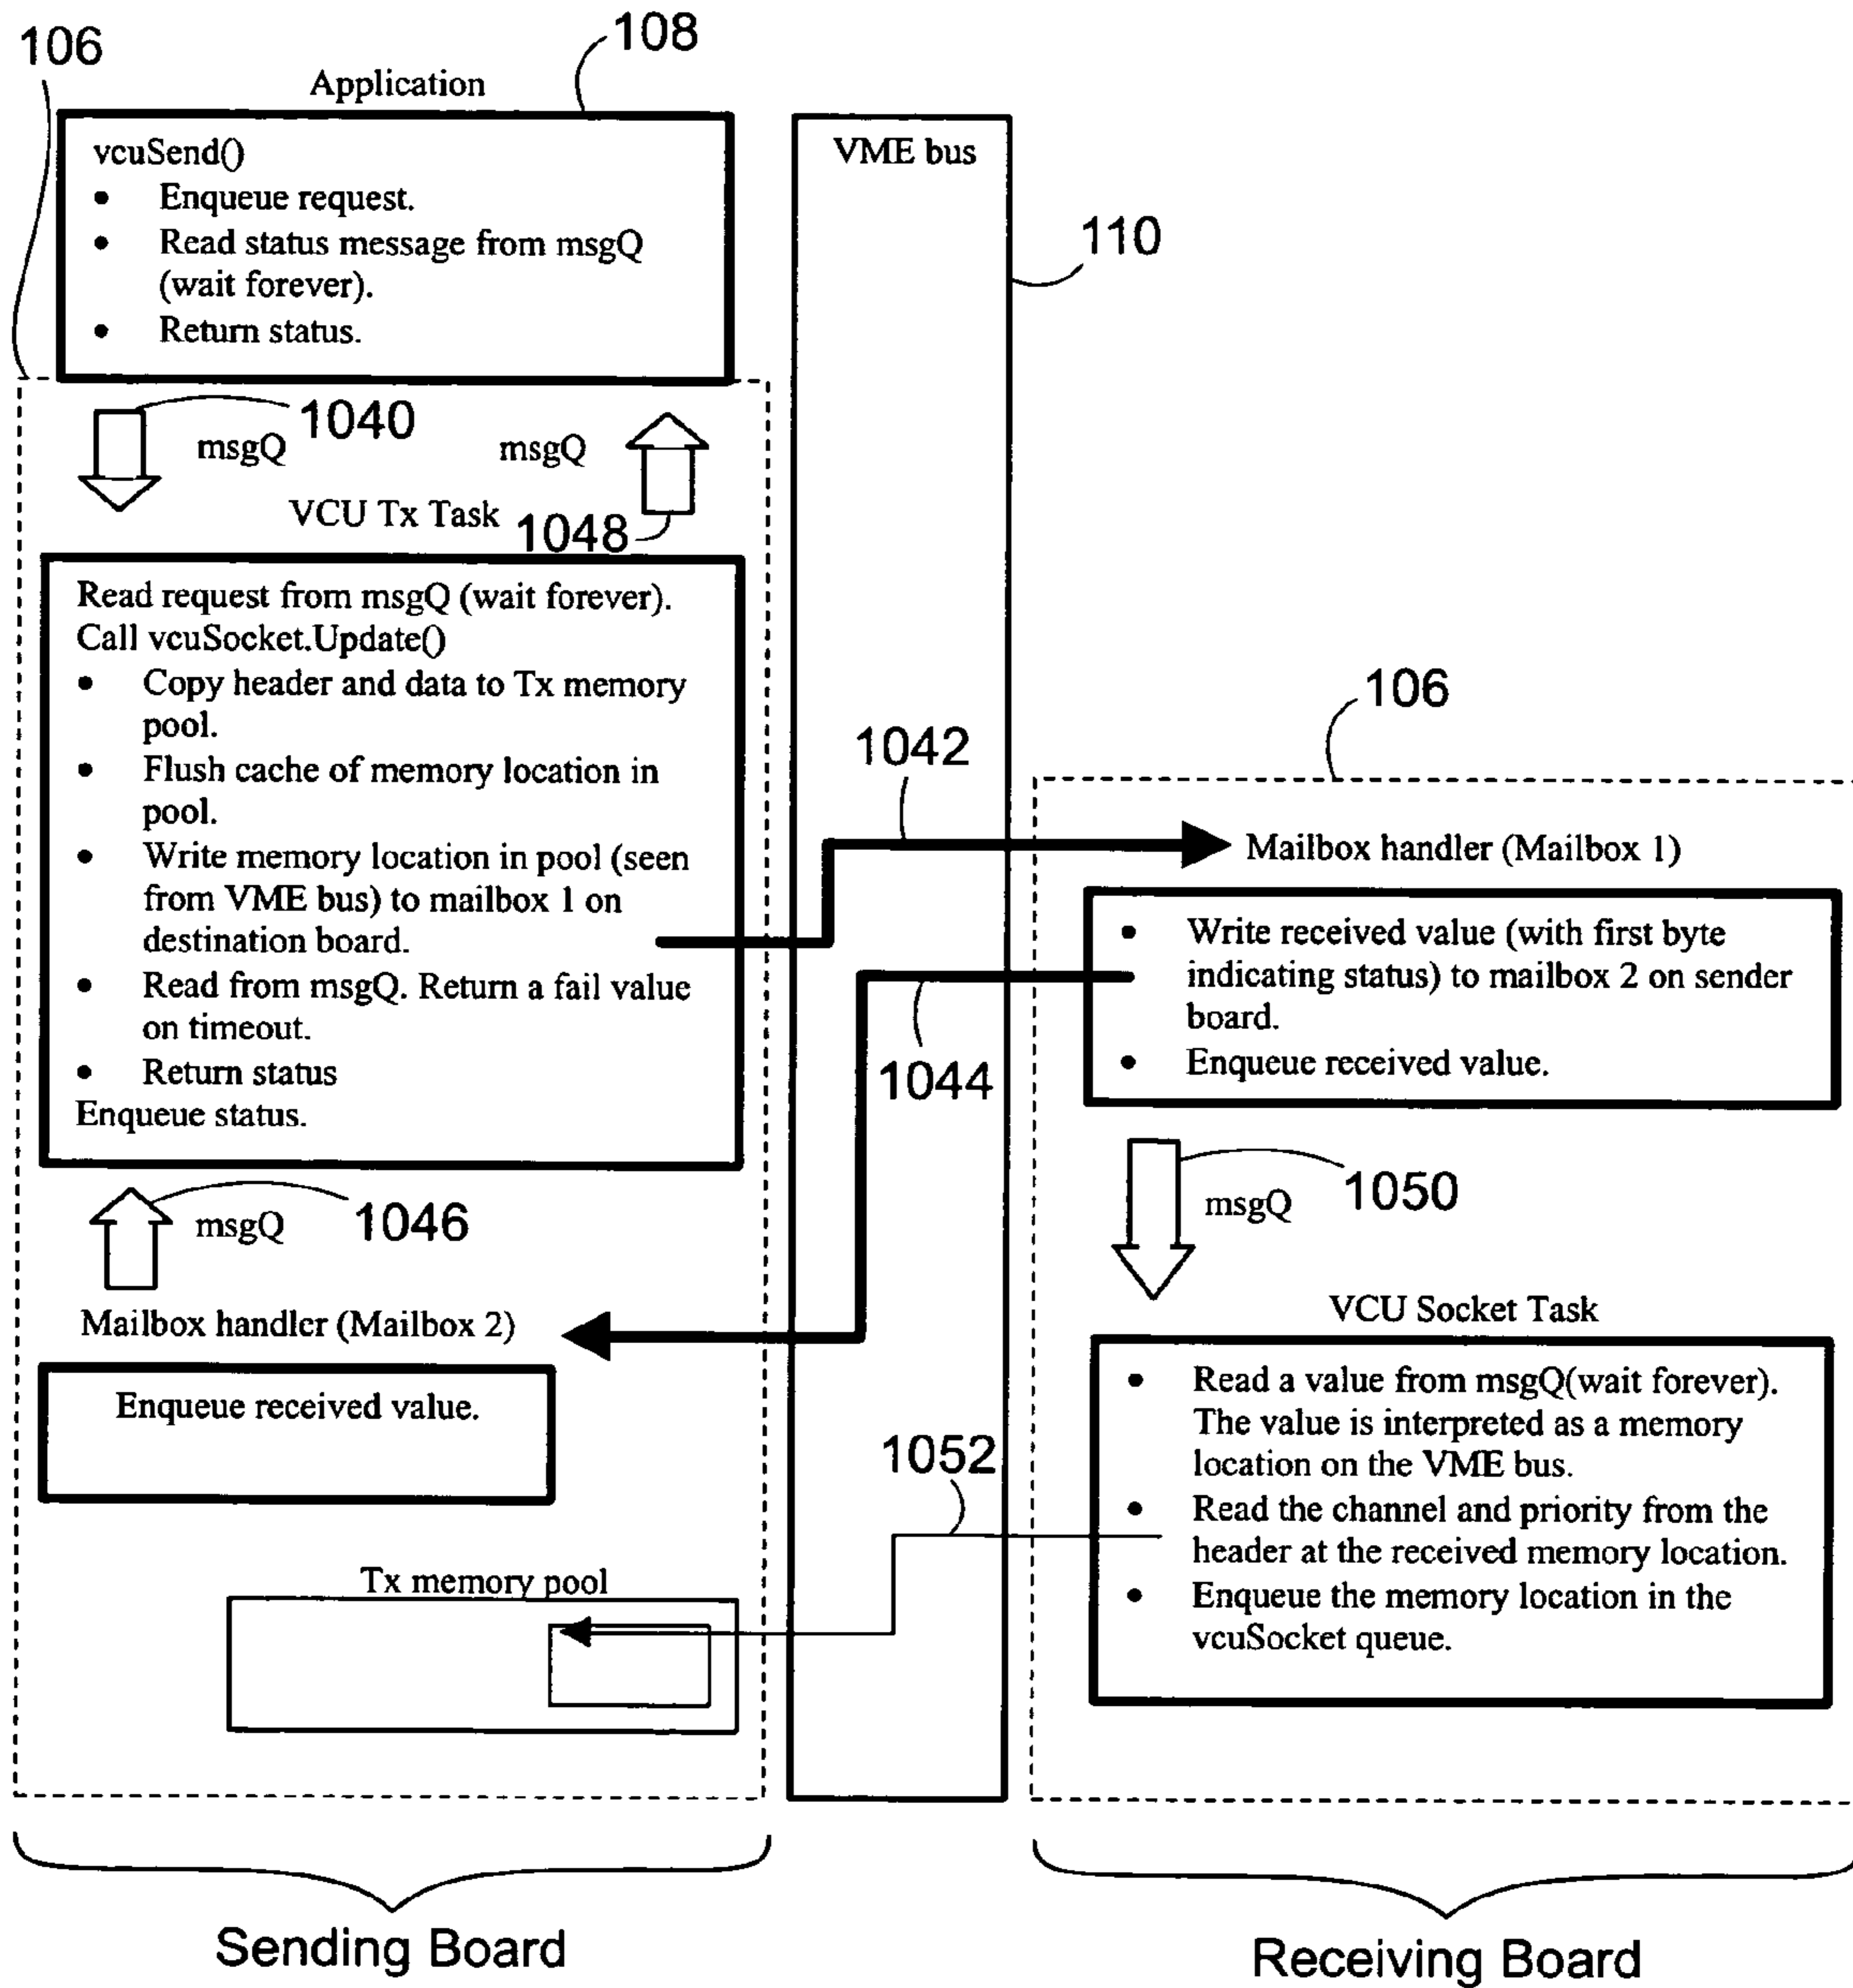 106
108
Application
vcuSend()
• Enqueue request.
• Read status message from msgQ
(wait forever).
• Return status.
VME bus
110
1040
msgQ
msgQ
VCU Tx Task
1048
Read request from msgQ (wait forever).
Call vcuSocket.Update()
• Copy header and data to Tx memory
pool.
• Flush cache of memory location in
pool.
• Write memory location in pool (seen
from VME bus) to mailbox 1 on
destination board.
• Read from msgQ. Return a fail value
on timeout.
• Return status
Enqueue status.
1042
1044
106
Mailbox handler (Mailbox 1)
• Write received value (with first byte
indicating status) to mailbox 2 on sender
board.
• Enqueue received value.
msgQ
1046
msgQ
1050
Mailbox handler (Mailbox 2)
Enqueue received value.
VCU Socket Task
• Read a value from msgQ(wait forever).
The value is interpreted as a memory
location on the VME bus.
• Read the channel and priority from the
header at the received memory location.
• Enqueue the memory location in the
vcuSocket queue.
1052
Tx memory pool
Sending Board
Receiving Board